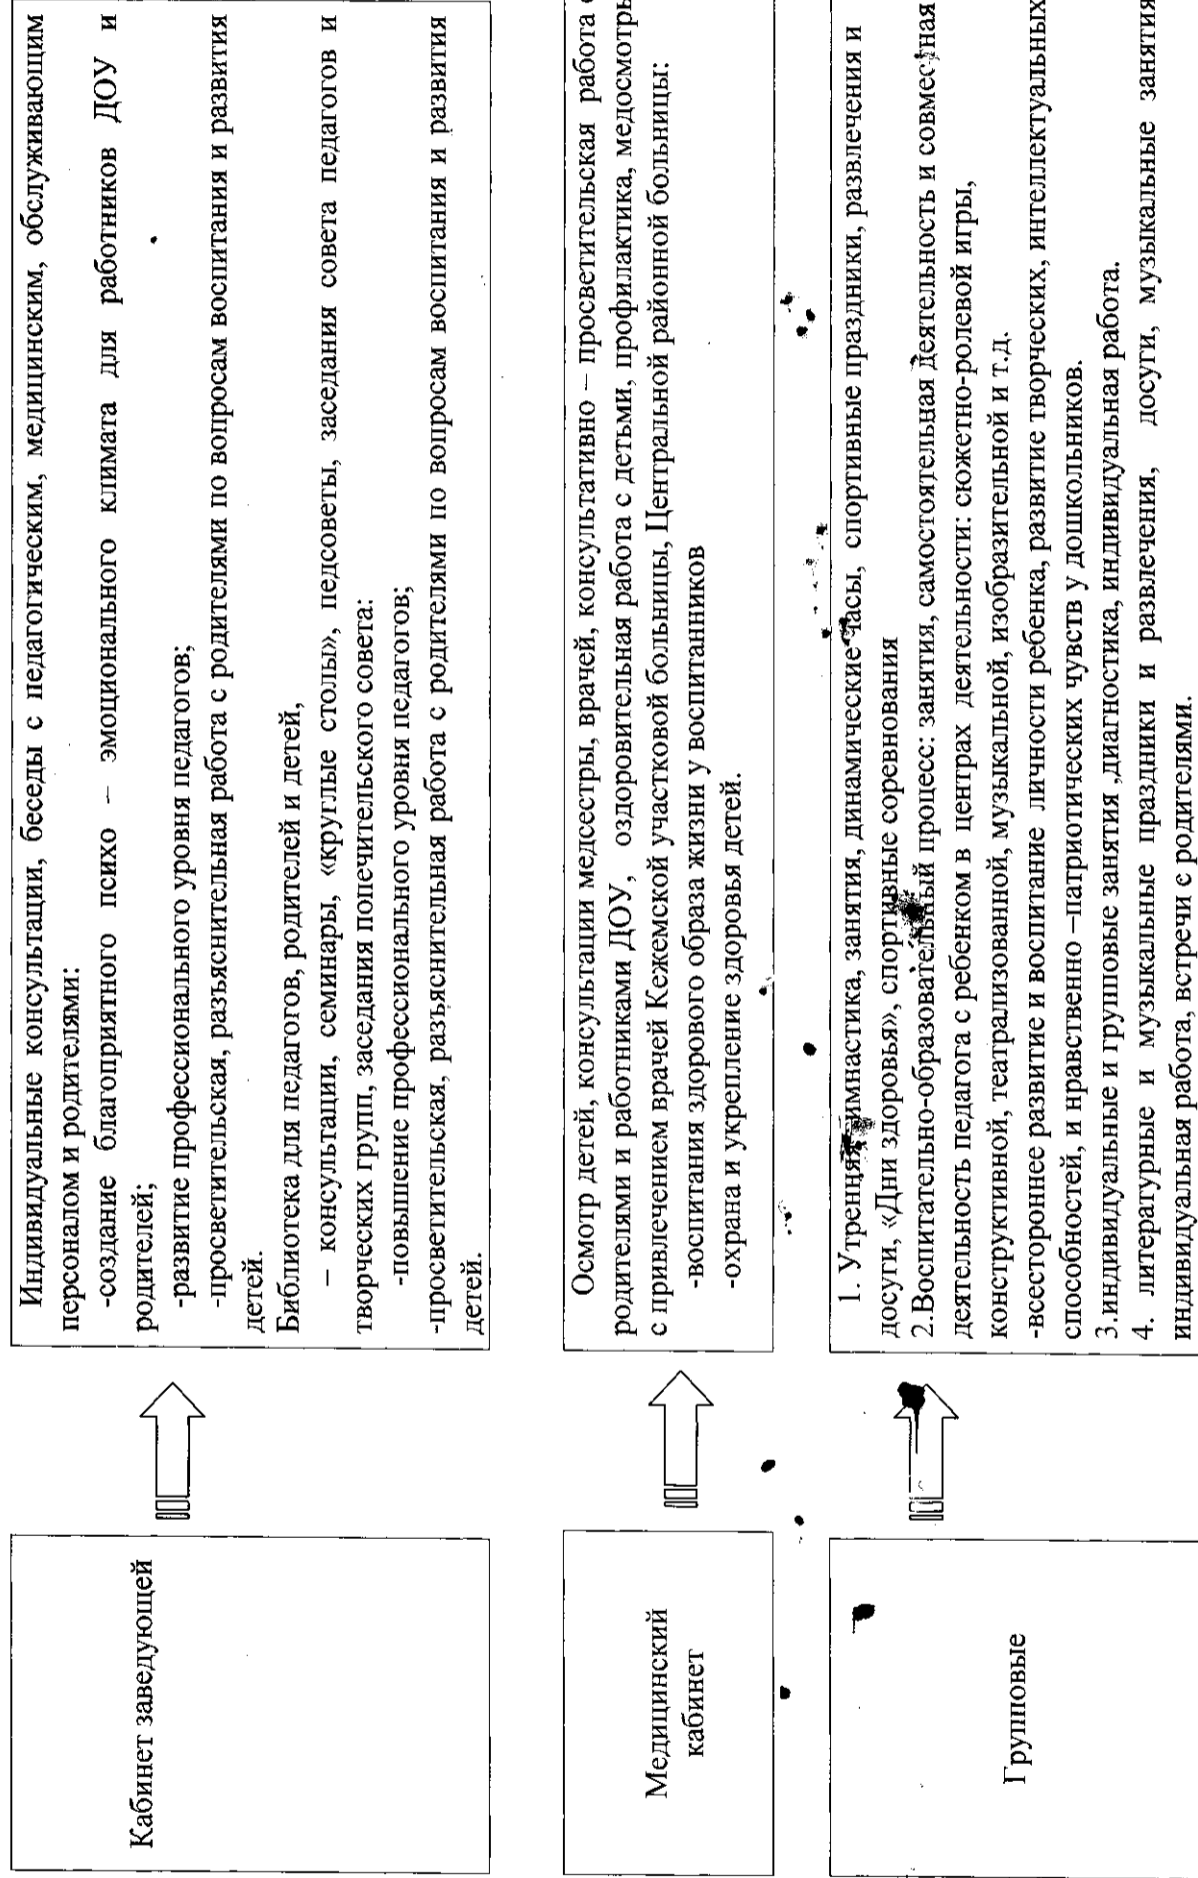 Кабинет заведующей
Индивидуальные консультации, беседы с педагогическим, медицинским, обслуживающим
персоналом и родителями:
-создание благоприятного психо – эмоционального климата для работников ДОУ и
родителей;
-развитие профессионального уровня педагогов;
-просветительская, разъяснительная работа с родителями по вопросам воспитания и развития
детей.
Библиотека для педагогов, родителей и детей,
– консультации, семинары, «круглые столы», педсоветы, заседания совета педагогов и
творческих групп, заседания попечительского совета:
-повышение профессионального уровня педагогов;
-просветительская, разъяснительная работа с родителями по вопросам воспитания и развития
детей.
Медицинский
кабинет
Осмотр детей, консультации медсестры, врачей, консультативно – просветительская работа с
родителями и работниками ДОУ, оздоровительная работа с детьми, профилактика, медосмотры
с привлечением врачей Кежемской участковой больницы, Центральной районной больницы:
-воспитания здорового образа жизни у воспитанников
-охрана и укрепление здоровья детей.
Групповые
1. Утренняя гимнастика, занятия, динамические часы, спортивные праздники, развлечения и
досуги, «Дни здоровья», спортивные соревнования
2.Воспитательно-образовательный процесс: занятия, самостоятельная деятельность и совместная
деятельность педагога с ребенком в центрах деятельности: сюжетно-ролевой игры,
конструктивной, театрализованной, музыкальной, изобразительной и т.д.
-всестороннее развитие и воспитание личности ребенка, развитие творческих, интеллектуальных
способностей, и нравственно –патриотических чувств у дошкольников.
3.индивидуальные и групповые занятия ,диагностика, индивидуальная работа.
4. литературные и музыкальные праздники и развлечения, досуги, музыкальные занятия
индивидуальная работа, встречи с родителями.